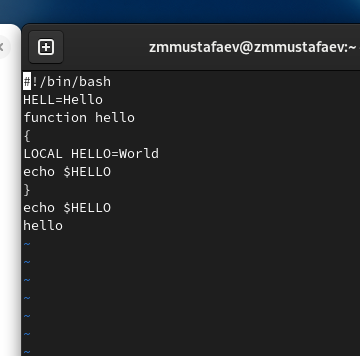 zmmustafaev@zmmustafaev:~
#!/bin/bash
HELL=Hello
function hello
{
LOCAL HELLO=World
echo $HELLO
}
echo $HELLO
hello
~
~
~
~
~
~
~